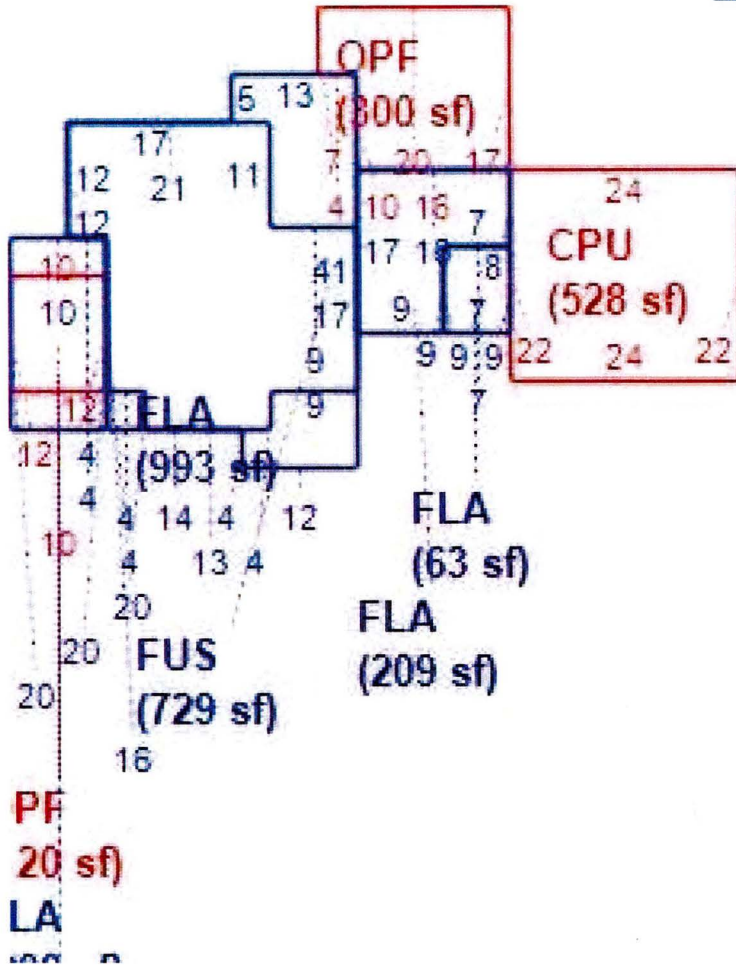 OPF
(300 sf)
5 13
17
12 21 11 7 20 17
24
12 4 10 18 7
CPU
(528 sf)
10 41 17 18 8
10 17 9 7
9 9 9 9 22 24 22
12 FLA 9 7
(993 sf)
12 4
4 4 14 4 12
FLA
(63 sf)
10 4 13 4
20
FLA
(209 sf)
20 FUS
(729 sf)
20
16
PF
20 sf)
LA